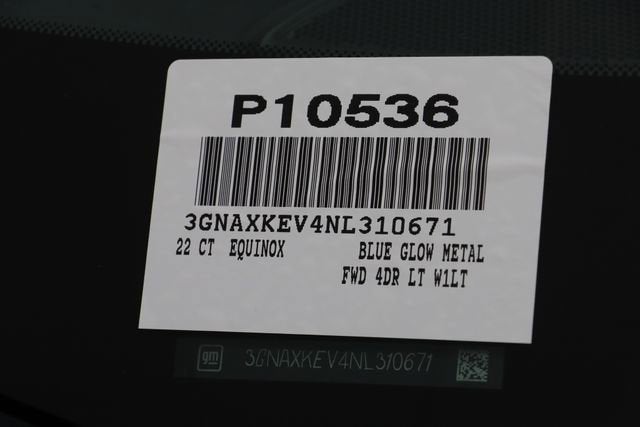 P10536
3GNAXKEV4NL310671
22 CT EQUINOX BLUE GLOW METAL
FWD 4DR LT W1LT
gm 3GNAXKEV4NL310671